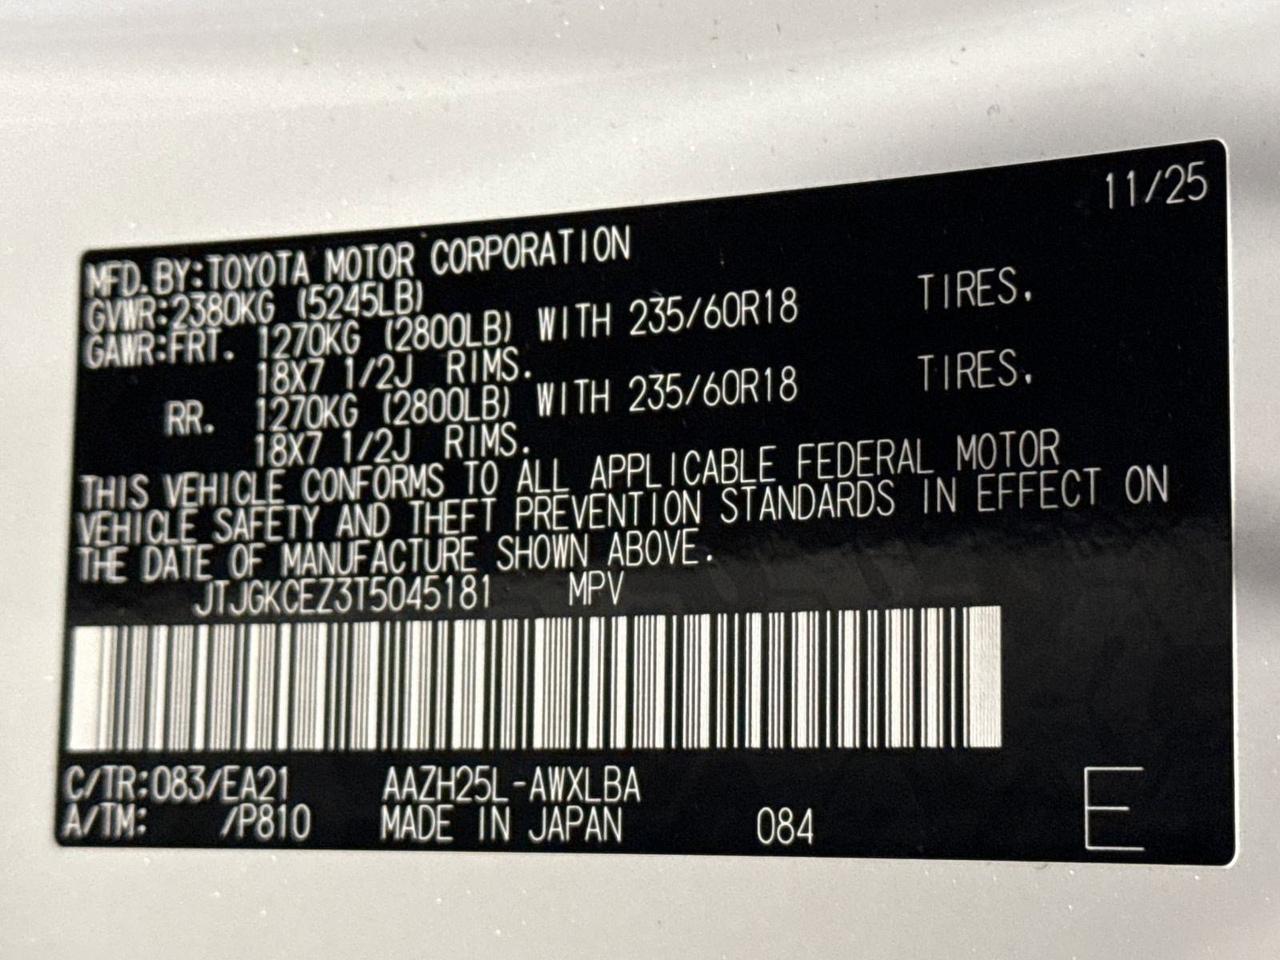 11/25
MFD.BY:TOYOTA MOTOR CORPORATION
GVWR:2380KG (5245LB)
GAWR:FRT. 1270KG (2800LB) WITH 235/60R18 TIRES.
18X7 1/2J RIMS.
RR. 1270KG (2800LB) WITH 235/60R18 TIRES.
18X7 1/2J RIMS.
THIS VEHICLE CONFORMS TO ALL APPLICABLE FEDERAL MOTOR
VEHICLE SAFETY AND THEFT PREVENTION STANDARDS IN EFFECT ON
THE DATE OF MANUFACTURE SHOWN ABOVE.
JTJGKCEZ3T5045181 MPV
C/TR:083/EA21 AAZH25L-AWXLBA
A/TM: /P810 MADE IN JAPAN 084 E